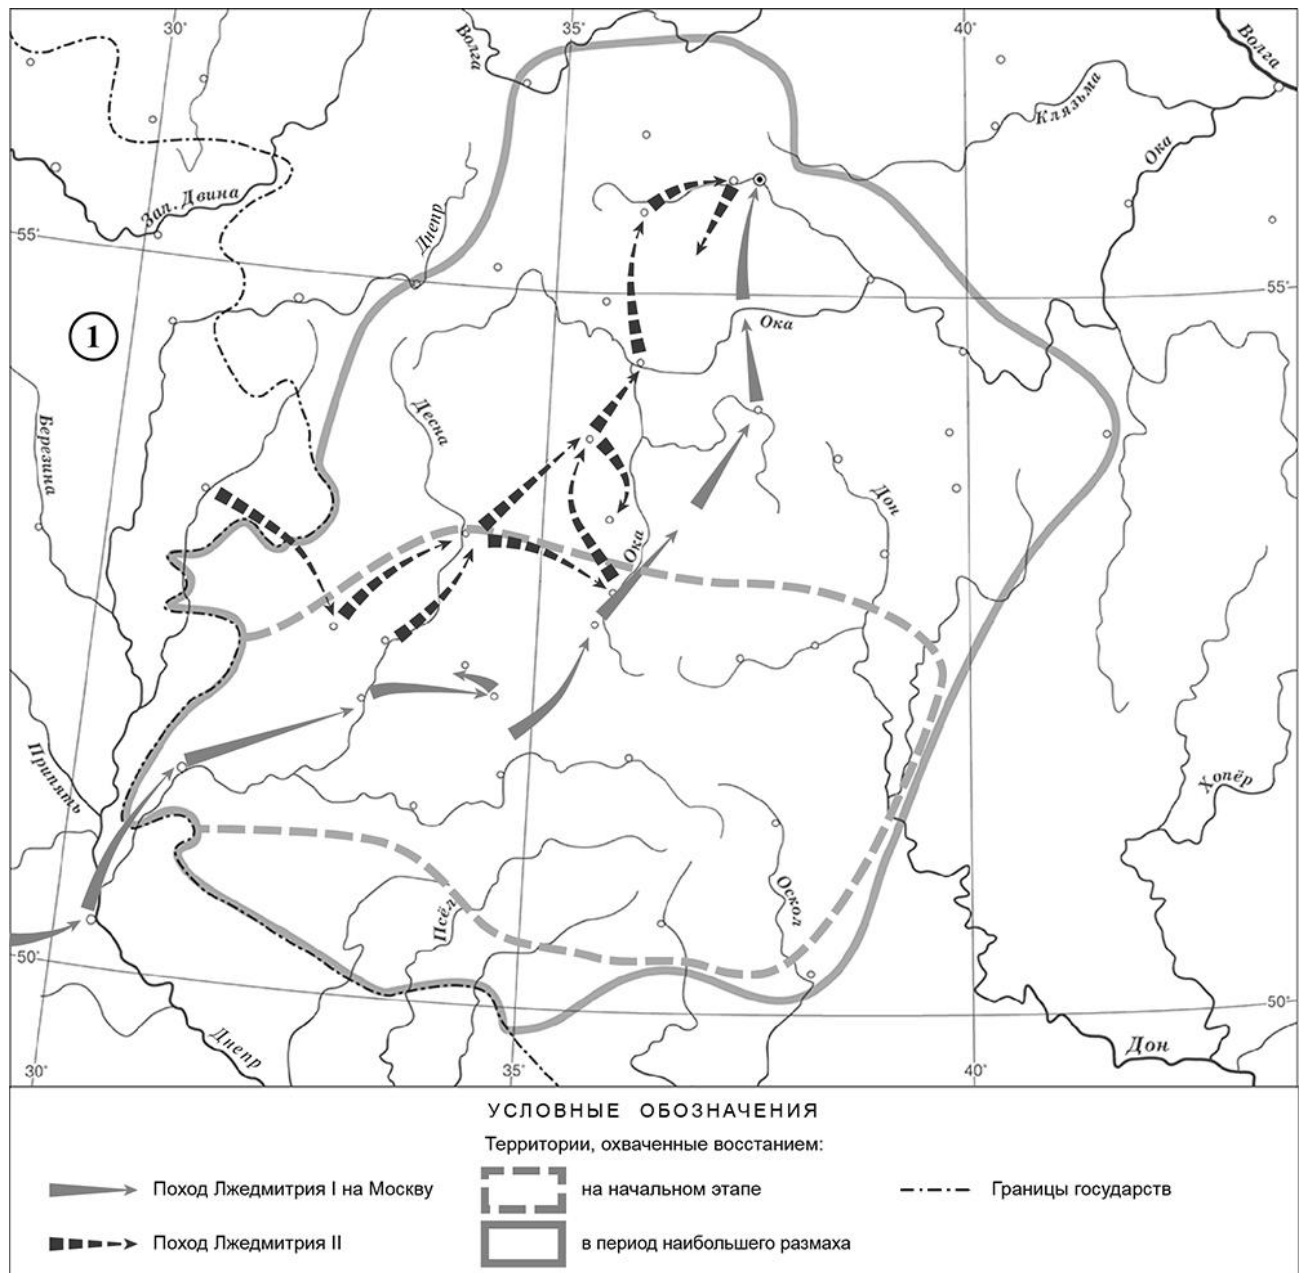 30°
35°
40°
Волга
Волга
Клязьма
Ока
Зап. Двина
Днепр
55°
55°
1
Ока
Березина
Десна
Дон
Ока
Припять
Хопёр
Псёл
Оскол
50°
50°
Днепр
Дон
30°
35°
40°
УСЛОВНЫЕ ОБОЗНАЧЕНИЯ
Территории, охваченные восстанием:
Поход Лжедмитрия I на Москву
на начальном этапе
Границы государств
Поход Лжедмитрия II
в период наибольшего размаха